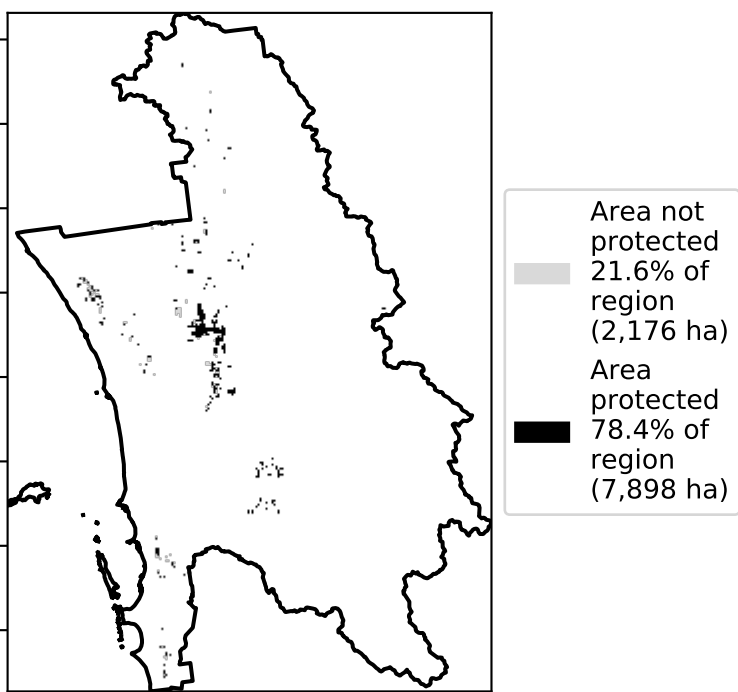 Area not
protected
21.6% of
region
(2,176 ha)
Area
protected
78.4% of
region
(7,898 ha)